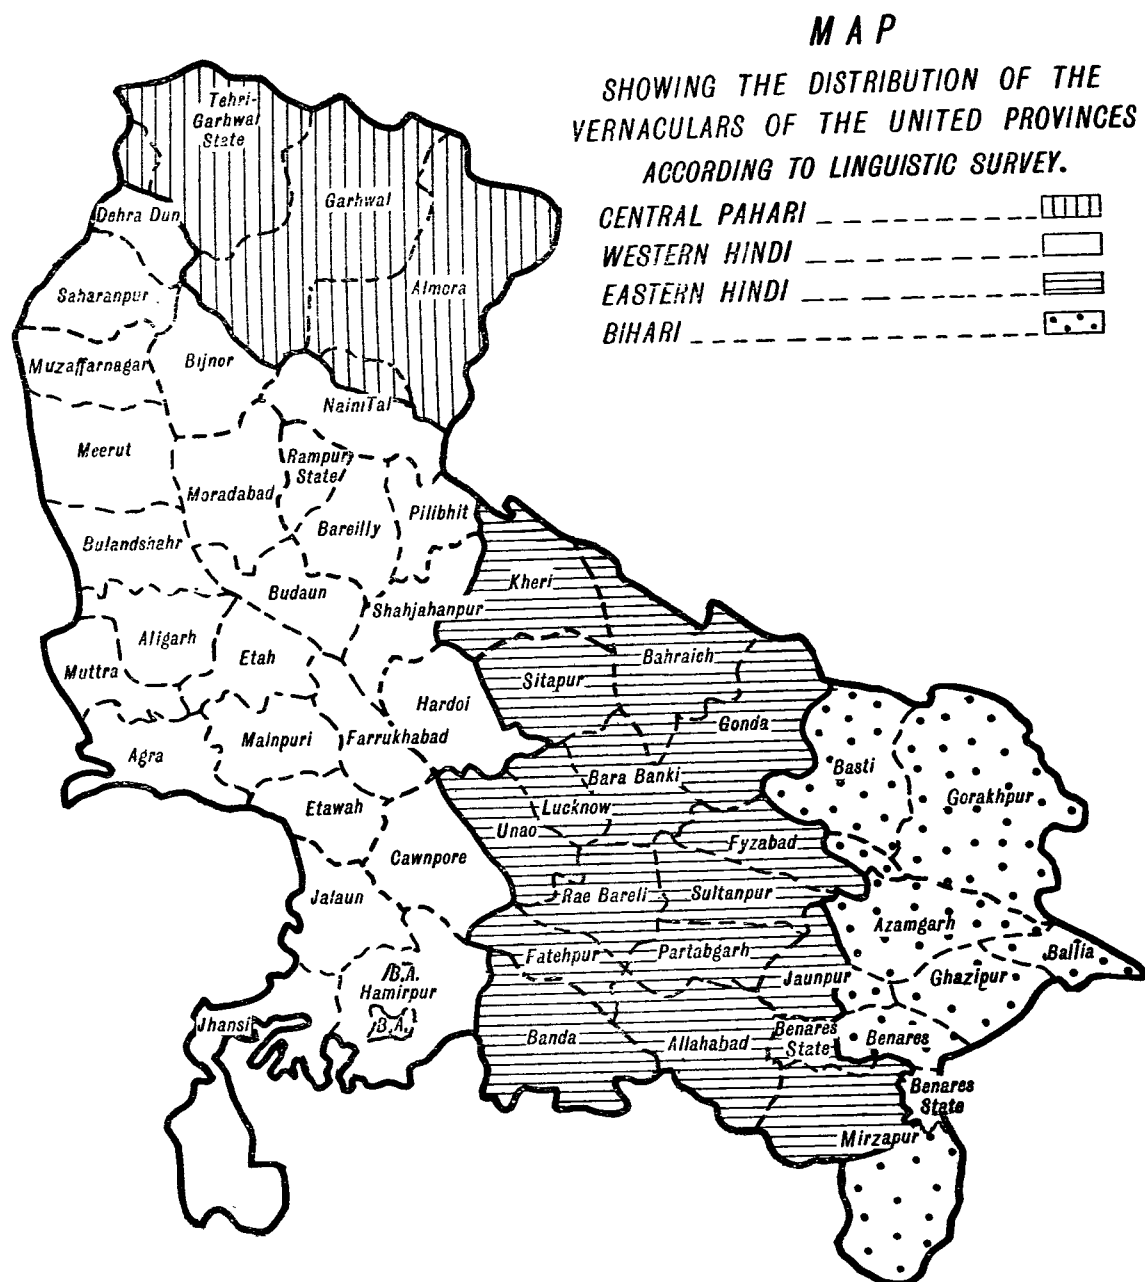 MAP
SHOWING THE DISTRIBUTION OF THE
VERNACULARS OF THE UNITED PROVINCES
ACCORDING TO LINGUISTIC SURVEY.
CENTRAL PAHARI
WESTERN HINDI
EASTERN HINDI
BIHARI
Tehri-
Garhwal
State
Garhwal
Dehra Dun
Almora
Saharanpur
Muzaffarnagar
Bijnor
Naini Tal
Meerut
Rampur
State
Moradabad
Pilibhit
Bareilly
Bulandshahr
Kheri
Budaun
Shahjahanpur
Aligarh
Etah
Bahraich
Muttra
Sitapur
Hardoi
Gonda
Mainpuri
Farrukhabad
Agra
Basti
Bara Banki
Gorakhpur
Etawah
Lucknow
Unao
Fyzabad
Cawnpore
Rae Bareli
Sultanpur
Jalaun
Azamgarh
Fatehpur
Partabgarh
Ballia
B.A.
Hamirpur
Jaunpur
Ghazipur
Jhansi
B.A.
Banda
Allahabad
Benares
State
Benares
Benares
State
Mirzapur